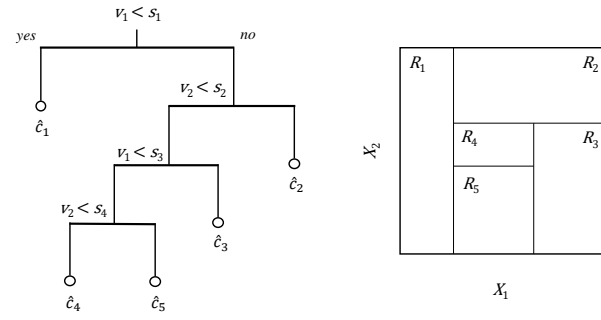 v₁ < s₁
yes
no
v₂ < s₂
ĉ₁
v₁ < s₃
ĉ₂
v₂ < s₄
ĉ₃
ĉ₄
ĉ₅
R₁
R₂
R₄
R₃
R₅
X₂
X₁